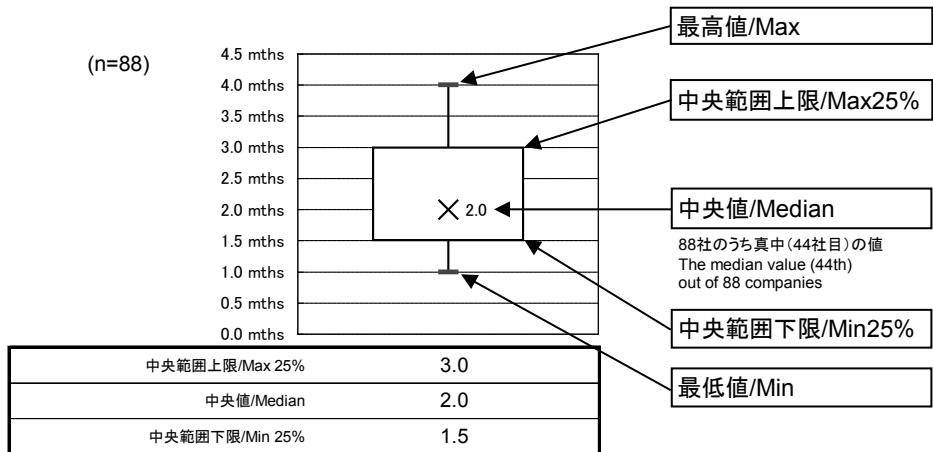 (n=88)
4.5 mths
4.0 mths
3.5 mths
3.0 mths
2.5 mths
2.0 mths
1.5 mths
1.0 mths
0.5 mths
0.0 mths
2.0
最高値/Max
中央範囲上限/Max25%
中央値/Median
88社のうち真中(44社目)の値
The median value (44th)
out of 88 companies
中央範囲下限/Min25%
最低値/Min
中央範囲上限/Max 25% 3.0
中央値/Median 2.0
中央範囲下限/Min 25% 1.5